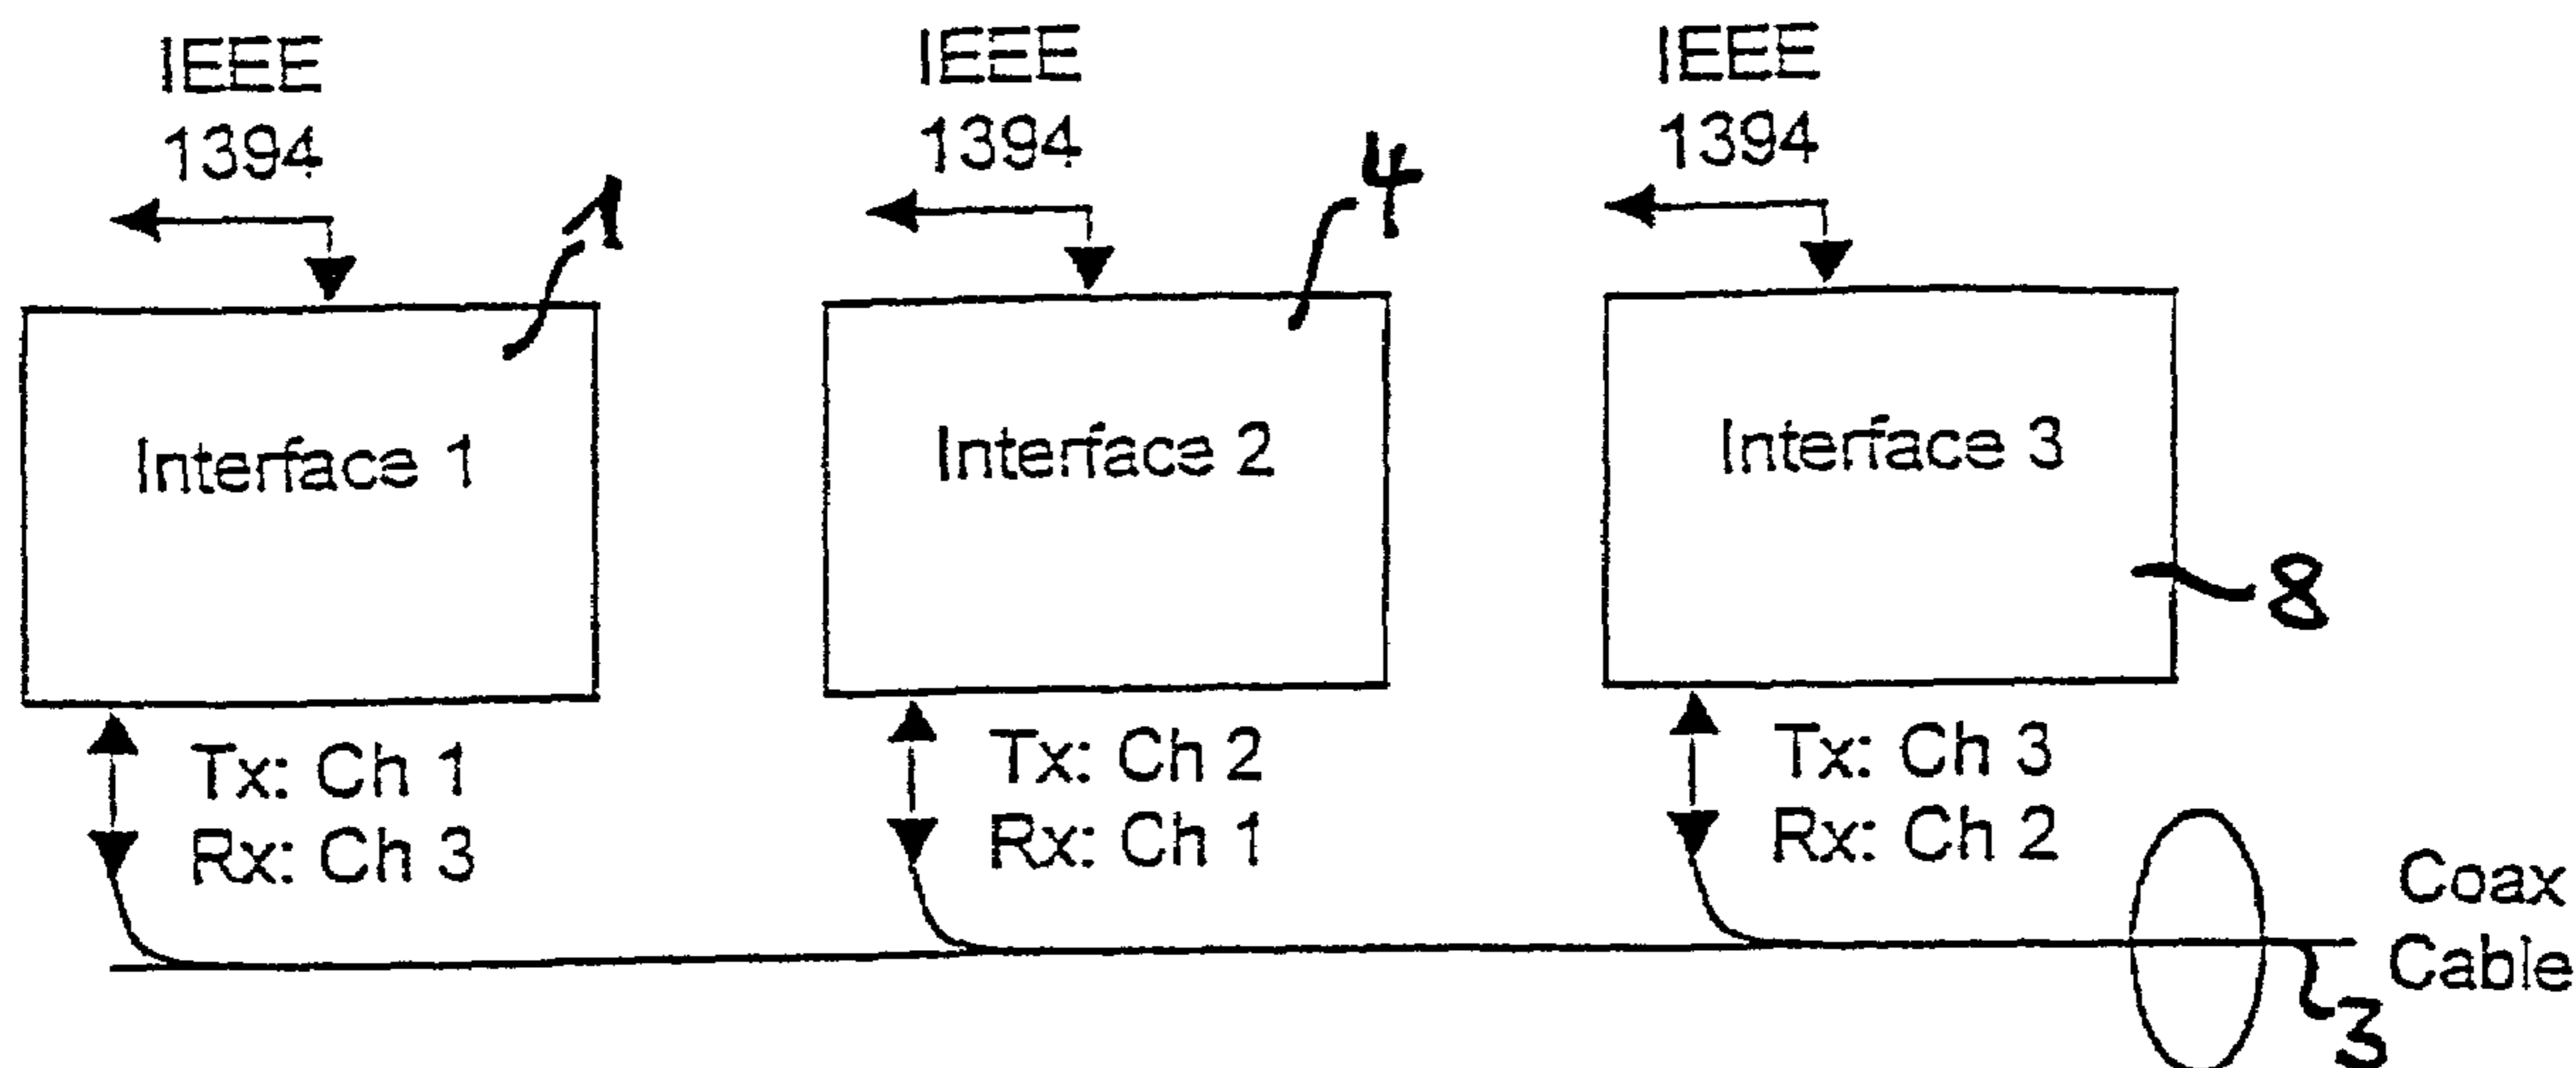 IEEE
1394
IEEE
1394
IEEE
1394
1
4
Interface 1
Interface 2
Interface 3
8
Tx: Ch 1
Rx: Ch 3
Tx: Ch 2
Rx: Ch 1
Tx: Ch 3
Rx: Ch 2
Coax
Cable
3